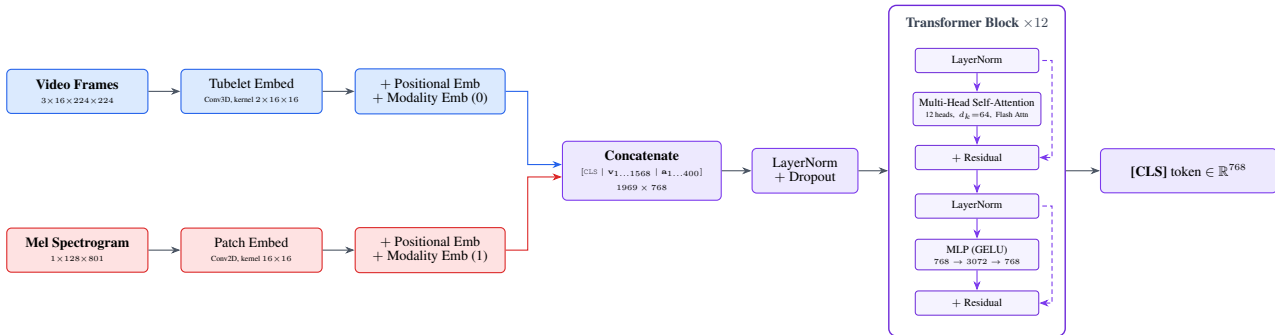 Video Frames
3×16×224×224
Tubelet Embed
Conv3D, kernel 2×16×16
+ Positional Emb
+ Modality Emb (0)
Mel Spectrogram
1×128×801
Patch Embed
Conv2D, kernel 16×16
+ Positional Emb
+ Modality Emb (1)
Concatenate
[CLS | v1…1568 | a1…400]
1969 × 768
LayerNorm
+ Dropout
Transformer Block ×12
LayerNorm
Multi-Head Self-Attention
12 heads, d_k=64, Flash Attn
+ Residual
LayerNorm
MLP (GELU)
768 → 3072 → 768
+ Residual
[CLS] token ∈ ℝ^768